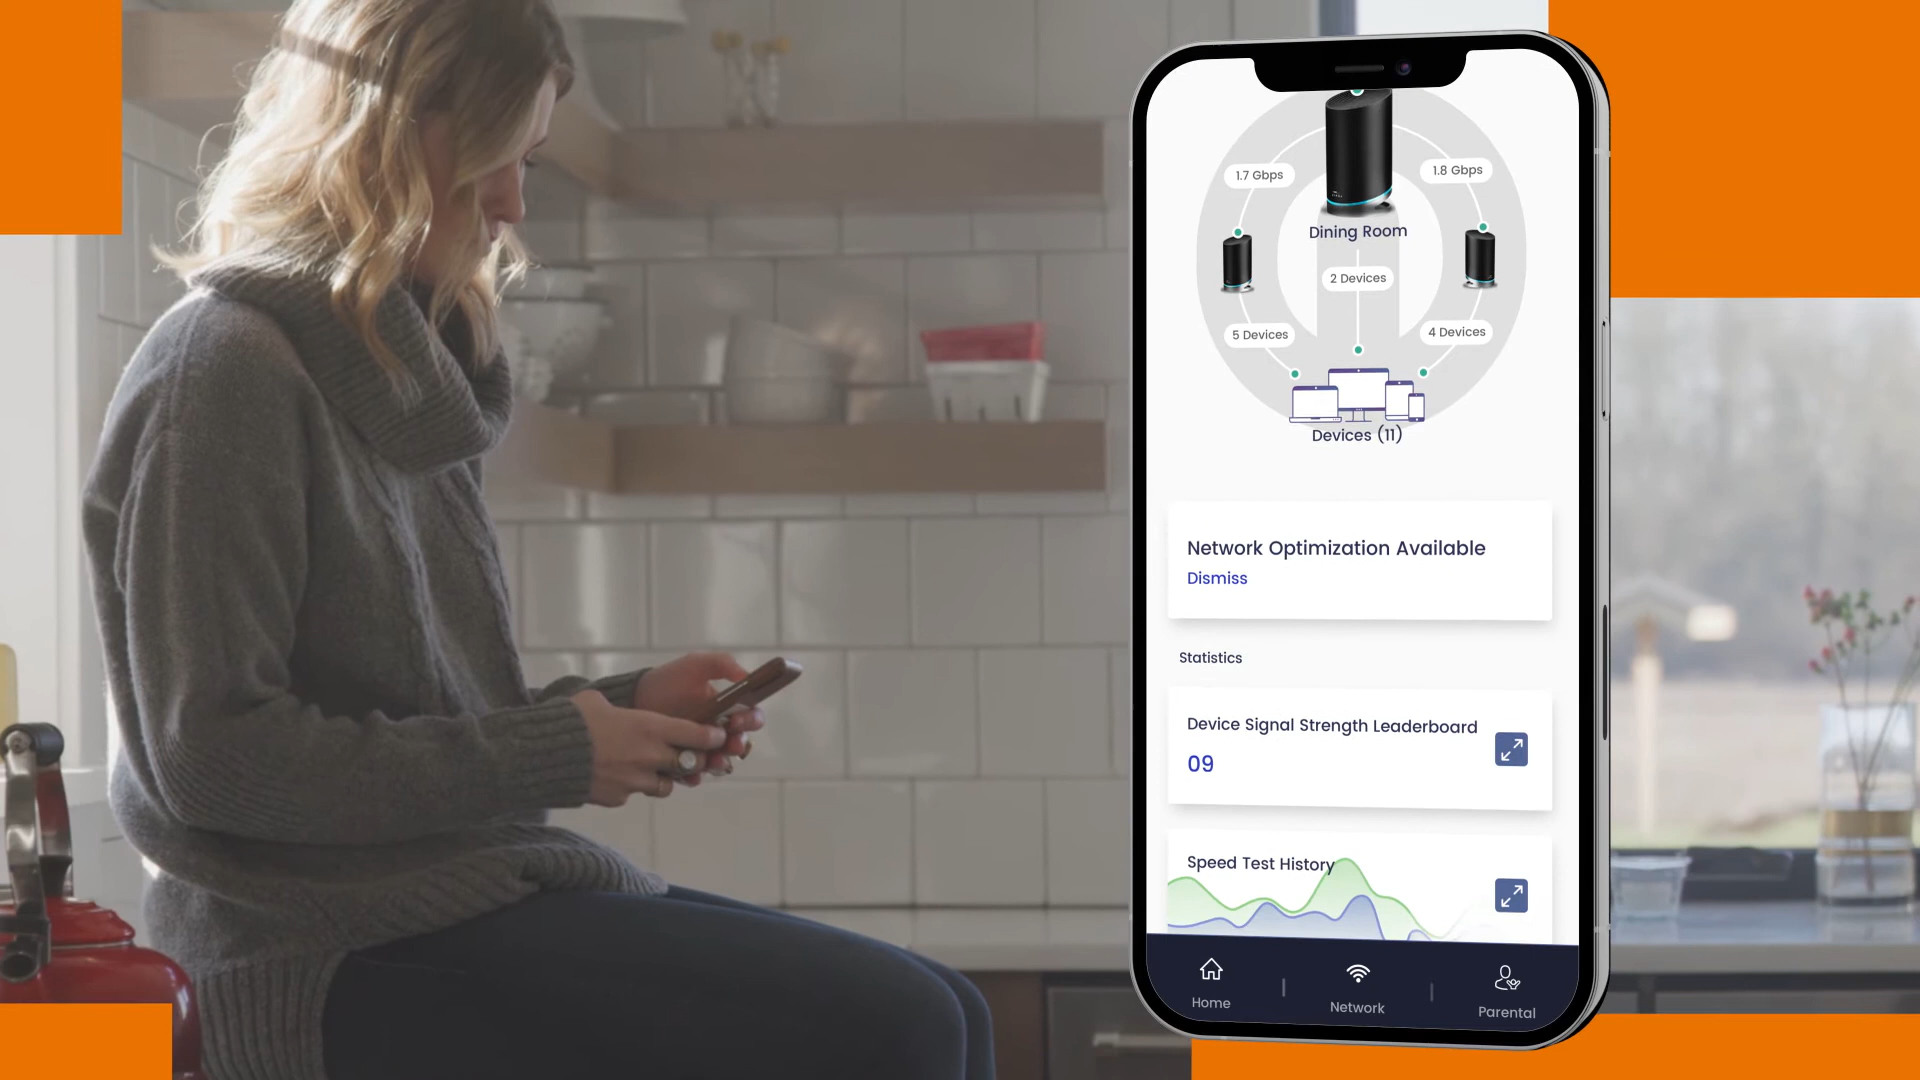 1.7 Gbps
1.8 Gbps
Dining Room
2 Devices
5 Devices
4 Devices
Devices (11)
Network Optimization Available
Dismiss
Statistics
Device Signal Strength Leaderboard
09
Speed Test History
Home
Network
Parental